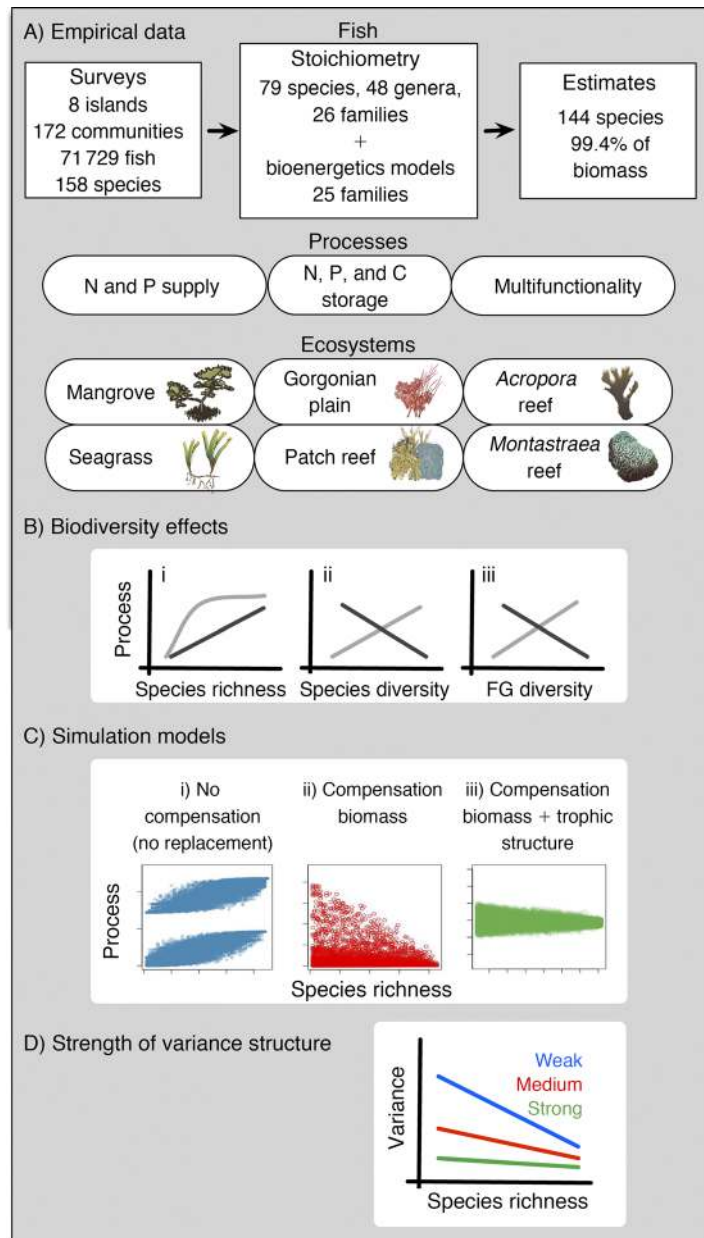 A) Empirical data
Fish
Surveys
8 islands
172 communities
71 729 fish
158 species
Stoichiometry
79 species, 48 genera,
26 families
+
bioenergetics models
25 families
Estimates
144 species
99.4% of
biomass
Processes
N and P supply
N, P, and C
storage
Multifunctionality
Ecosystems
Mangrove
Gorgonian
plain
Acropora
reef
Seagrass
Patch reef
Montastraea
reef
B) Biodiversity effects
Process
i
Species richness
ii
Species diversity
iii
FG diversity
C) Simulation models
i) No
compensation
(no replacement)
ii) Compensation
biomass
iii) Compensation
biomass + trophic
structure
Process
Species richness
D) Strength of variance structure
Variance
Weak
Medium
Strong
Species richness